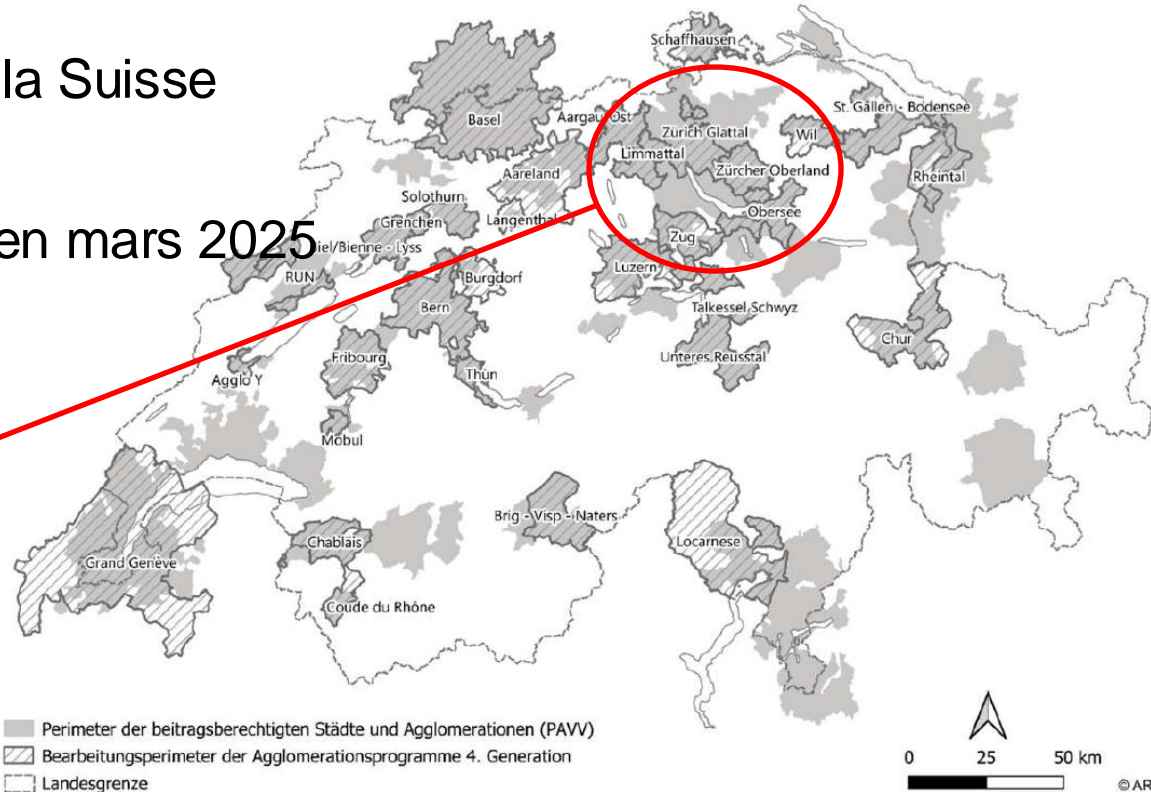 la Suisse
en mars 2025
Schaffhausen
St. Gallen - Bodensee
Basel
Aargau Ost
Zürich Glattal
Wil
Limmattal
Aareland
Zürcher Oberland
Rheintal
Solothurn
Obersee
Grenchen
Langenthal
Zug
iel/Bienne - Lyss
Luzern
RUN
Burgdorf
Bern
Talkessel Schwyz
Chur
Fribourg
Unteres Reusstal
Thun
Agglo Y
Mobul
Brig - Visp - Naters
Chablais
Locarnese
Grand Genève
Coude du Rhône
Perimeter der beitragsberechtigten Städte und Agglomerationen (PAVV)
Bearbeitungsperimeter der Agglomerationsprogramme 4. Generation
Landesgrenze
0 25 50 km
© AR